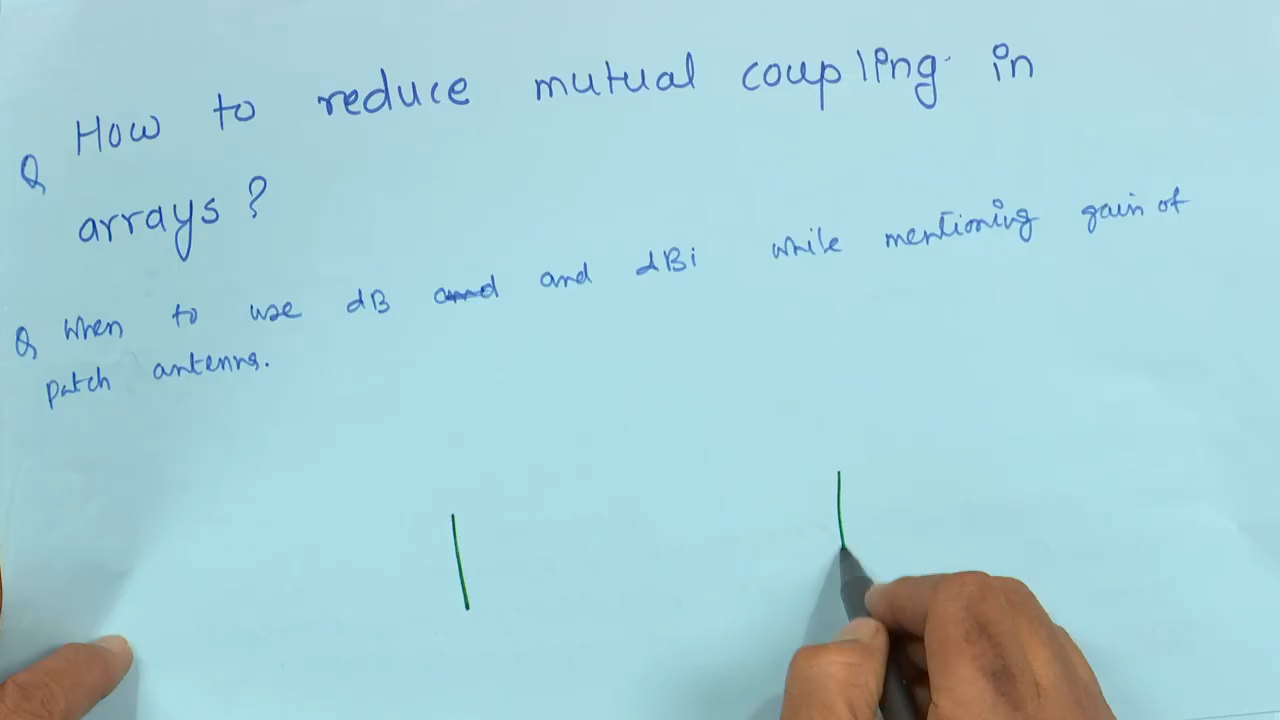 Q How to reduce mutual coupling in
arrays?
Q When to use dB and and dBi while mentioning gain of
patch antenna.